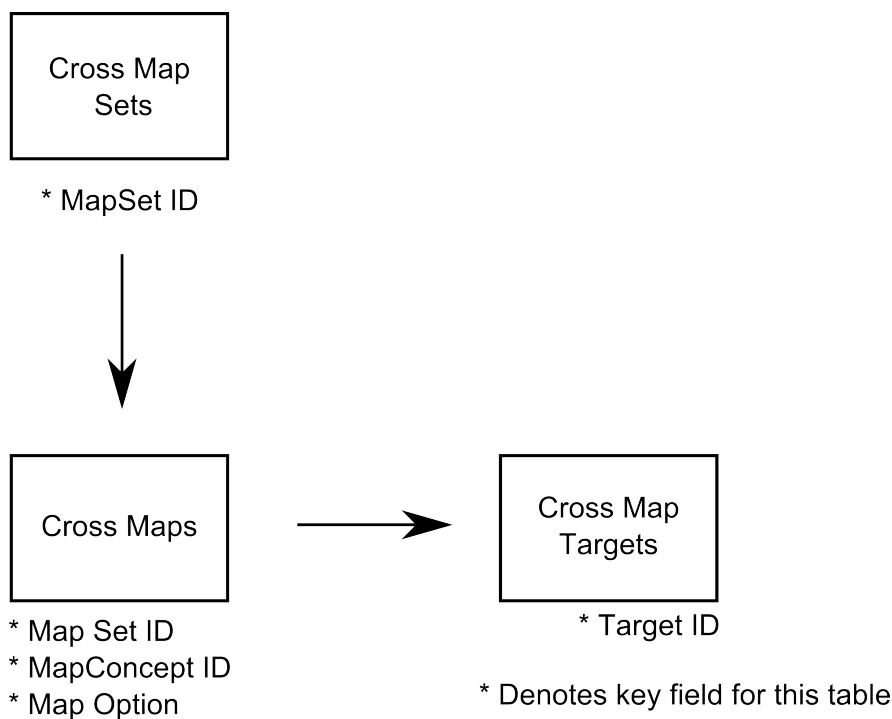 Cross Map
Sets
* MapSet ID
Cross Maps
* Map Set ID
* MapConcept ID
* Map Option
Cross Map
Targets
* Target ID
* Denotes key field for this table